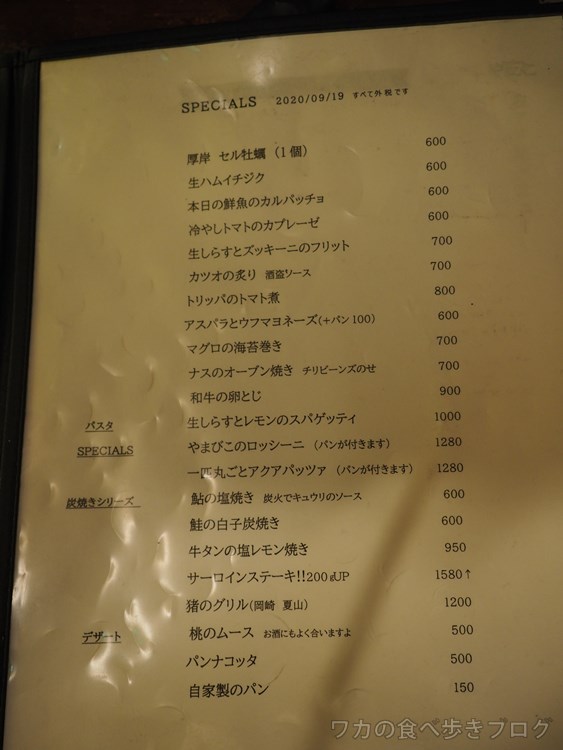 SPECIALS 2020/09/19 すべて外税です
厚岸 セル牡蠣 (1個) 600
生ハムイチジク 600
本日の鮮魚のカルパッチョ 600
冷やしトマトのカプレーゼ 600
生しらすとズッキーニのフリット 700
カツオの炙り 酒盗ソース 700
トリッパのトマト煮 800
アスパラとウフマヨネーズ(+パン100) 600
マグロの海苔巻き 700
ナスのオーブン焼き チリビーンズのせ 700
和牛の卵とじ 900
パスタ 生しらすとレモンのスパゲッティ 1000
SPECIALS やまびこのロッシーニ (パンが付きます) 1280
一匹丸ごとアクアパッツァ (パンが付きます) 1280
炭焼きシリーズ 鮎の塩焼き 炭火でキュウリのソース 600
鮭の白子炭焼き 600
牛タンの塩レモン焼き 950
サーロインステーキ!!200gUP 1580↑
猪のグリル(岡崎 夏山) 1200
デザート 桃のムース お酒にもよく合いますよ 500
パンナコッタ 500
自家製のパン 150
ワカの食べ歩きブログ